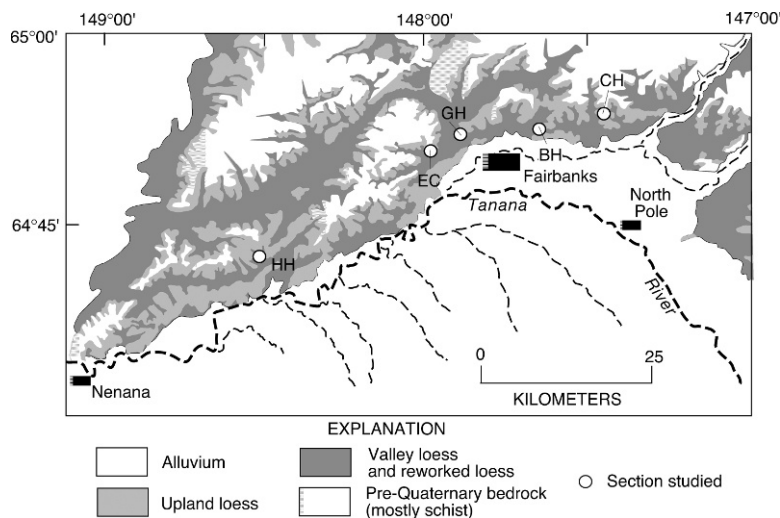 149°00'
148°00'
147°00'
65°00'
64°45'
CH
GH
BH
EC
Fairbanks
HH
Tanana
River
North
Pole
Nenana
0
25
KILOMETERS
EXPLANATION
Alluvium
Valley loess
and reworked loess
Section studied
Upland loess
Pre-Quaternary bedrock
(mostly schist)